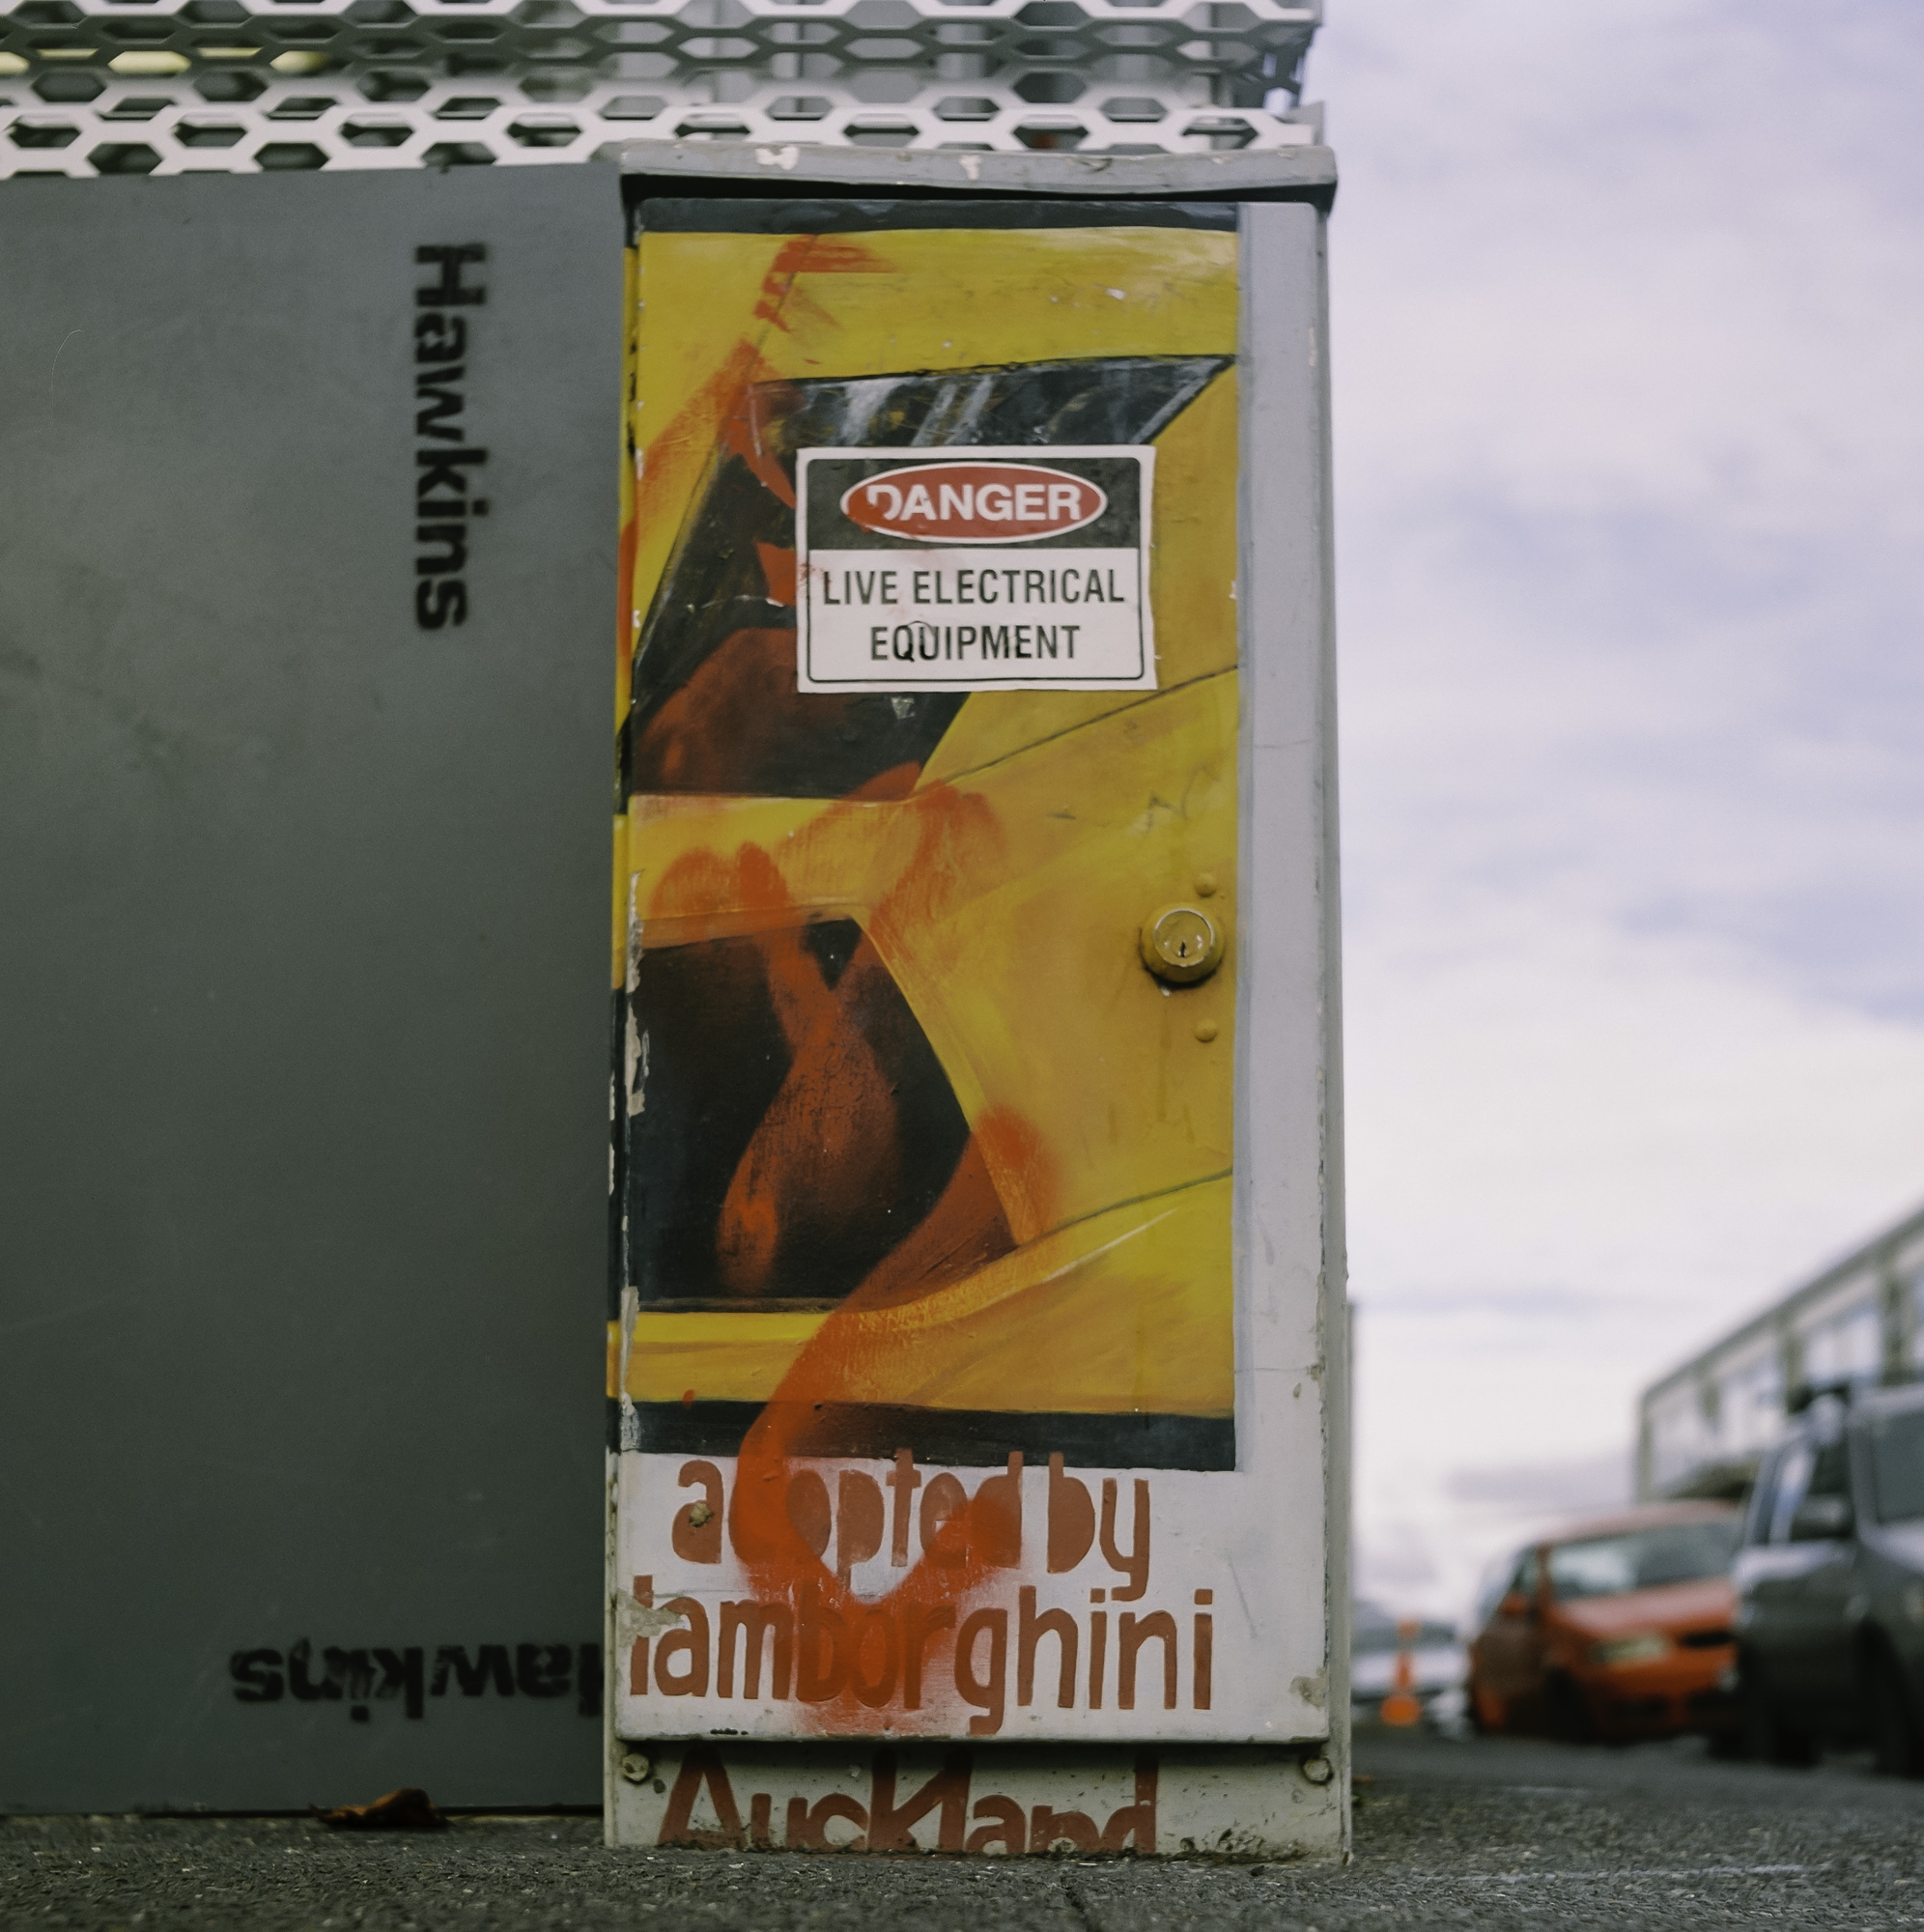 Hawkins
DANGER
LIVE ELECTRICAL
EQUIPMENT
adopted by
lamborghini
Auckland
Hawkins